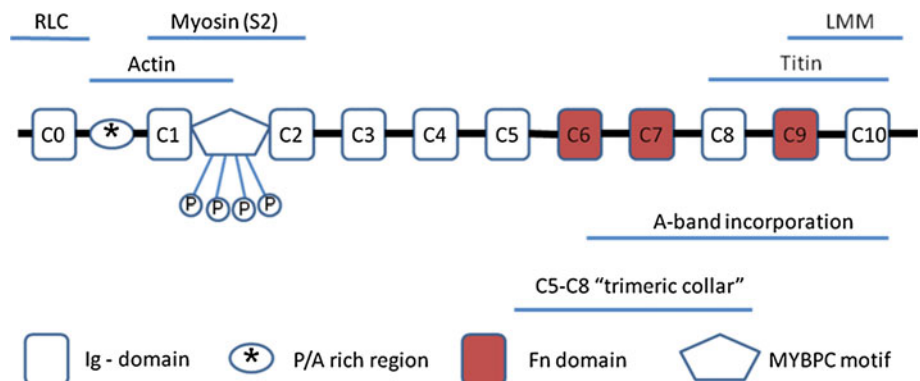 RLC Myosin (S2) LMM
Actin Titin
C0 * C1 C2 C3 C4 C5 C6 C7 C8 C9 C10
P P P P
A-band incorporation
C5-C8 “trimeric collar”
Ig - domain * P/A rich region Fn domain MYBPC motif